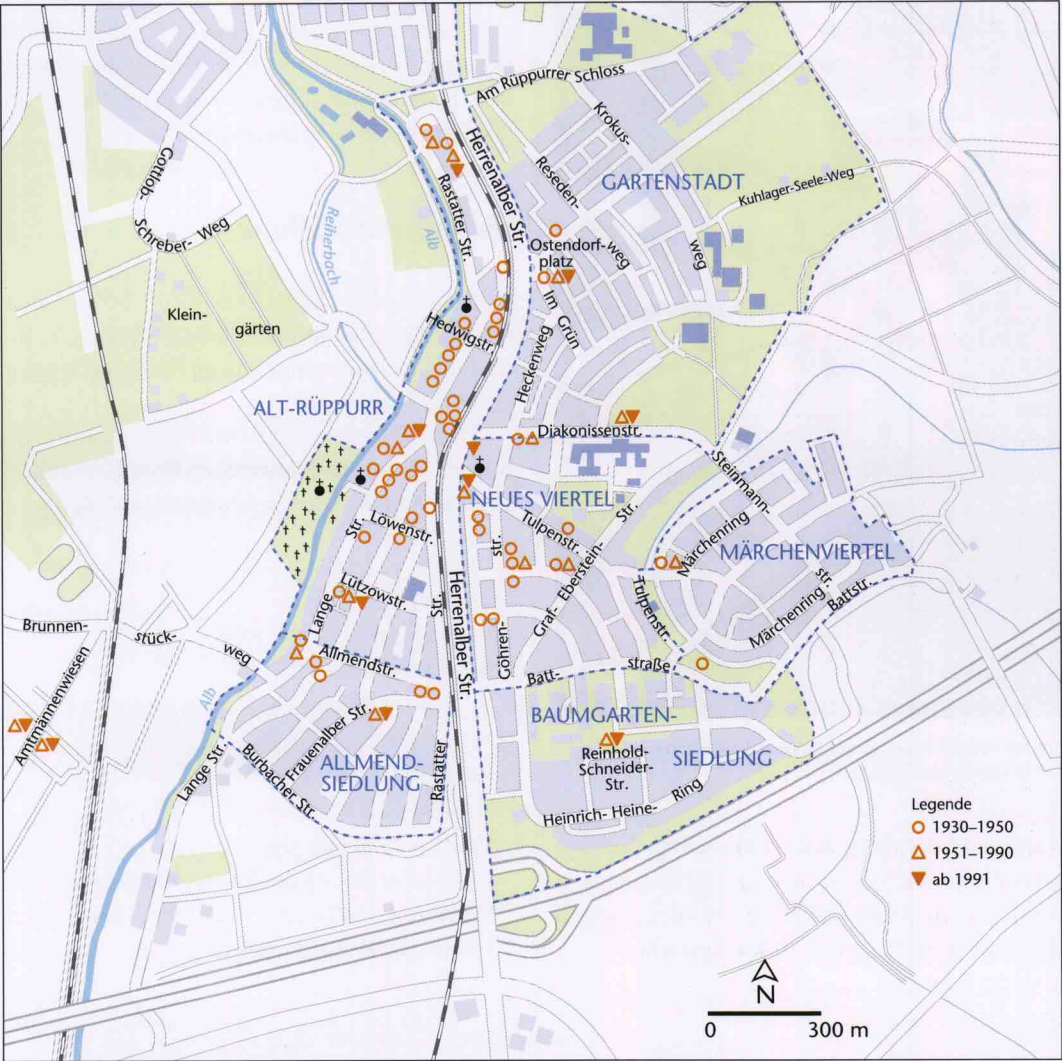 Am Rüppurrer Schloss
Krokus-
weg
Reseden-
weg
GARTENSTADT
Kuhlager-Seele-Weg
Gottlob-
Schreber- Weg
Reiherbach
Alb
Rastatter Str.
Herrenalber Str.
Ostendorf-
platz
Im Grün
Heckenweg
Klein-
gärten
Hedwigstr.
ALT-RÜPPURR
Diakonissenstr.
Steinmann-
str.
NEUES VIERTEL
Tulpenstr.
Graf- Eberstein-
Str.
MÄRCHENVIERTEL
Märchenring
Märchenring
Battstr.
Löwenstr.
Lange
Str.
Lützowstr.
Str.
Herrenalber Str.
Göhren-
str.
Tulpenstr.
Brunnen-
stück-
weg
Allmendstr.
Batt-
straße
Amtmännenwiesen
Alb
Lange Str.
Burbacher Str.
Frauenalber Str.
ALLMEND-
SIEDLUNG
Rastatter
BAUMGARTEN-
SIEDLUNG
Reinhold-
Schneider-
Str.
Heinrich- Heine- Ring
Legende
1930–1950
1951–1990
ab 1991
N
0 300 m